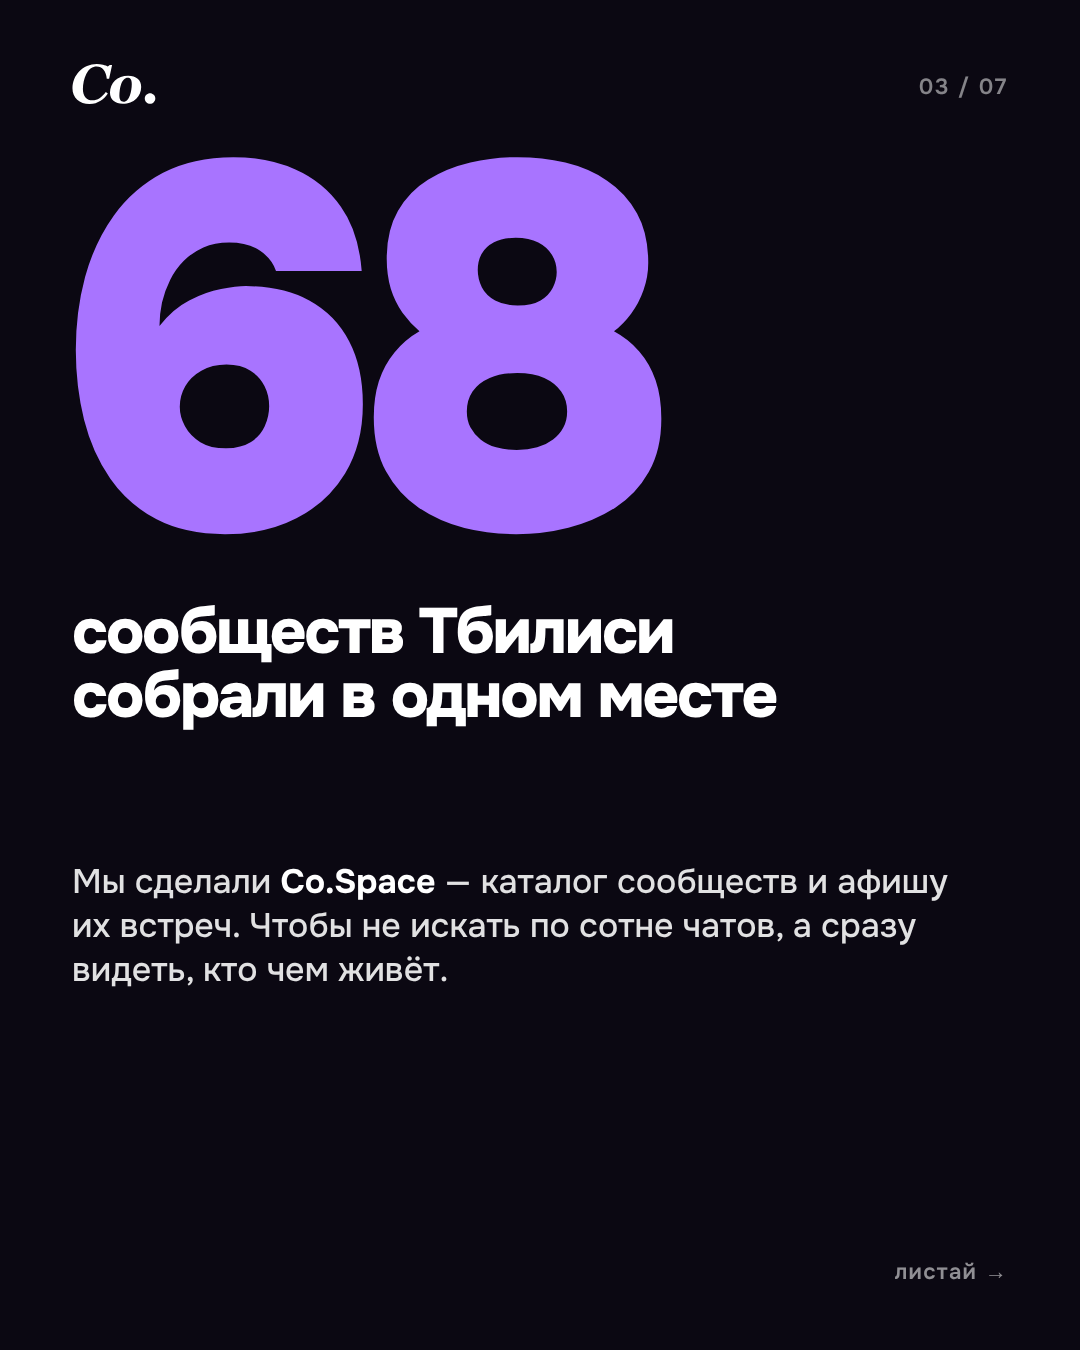 Co.
03 / 07
68
сообществ Тбилиси
собрали в одном месте
Мы сделали Co.Space — каталог сообществ и афишу
их встреч. Чтобы не искать по сотне чатов, а сразу
видеть, кто чем живёт.
листай →